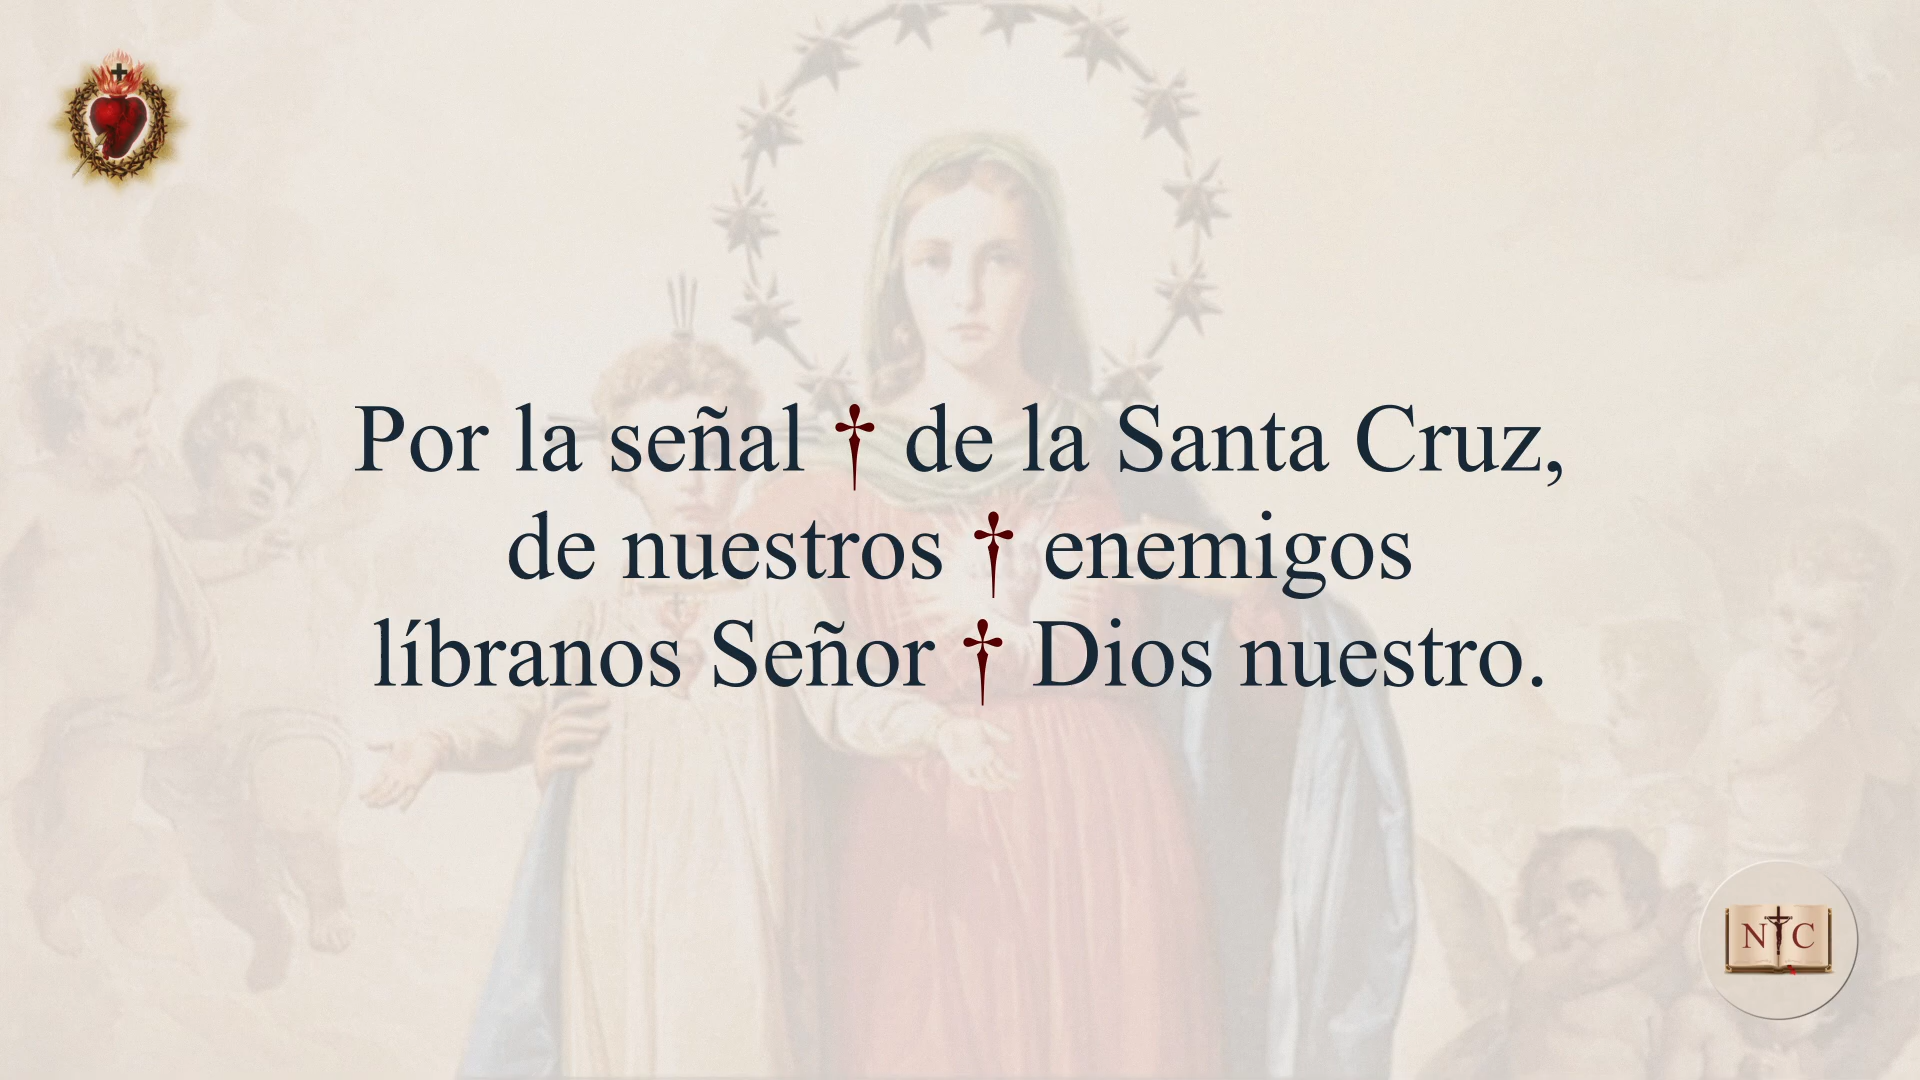 Por la señal † de la Santa Cruz,
de nuestros † enemigos
líbranos Señor † Dios nuestro.
N C